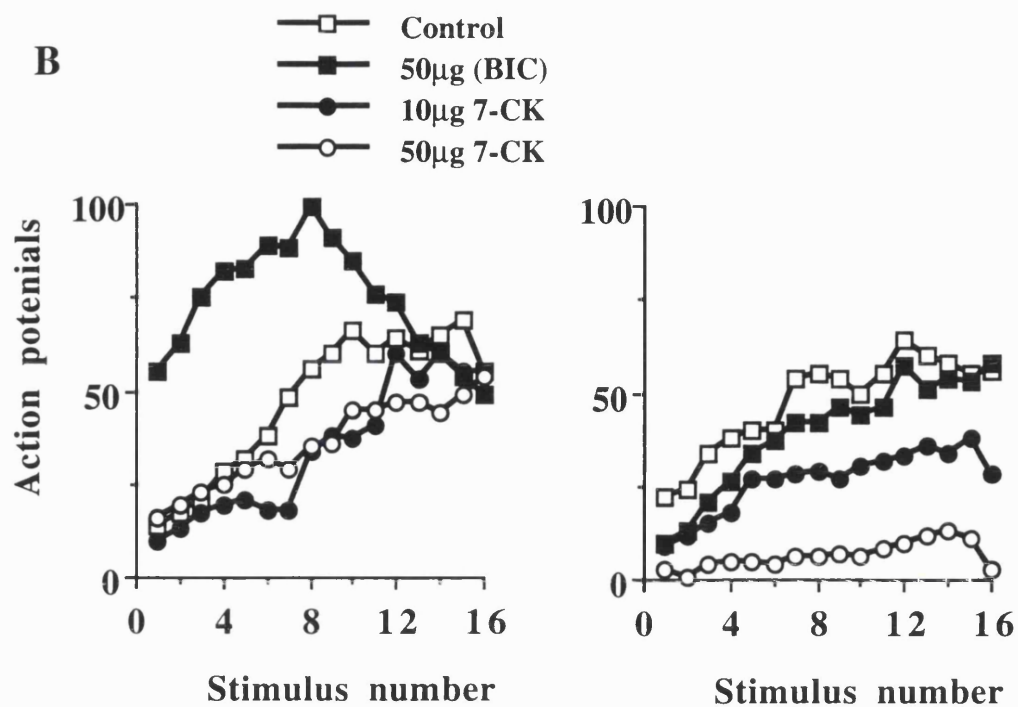 B
Control
50µg (BIC)
10µg 7-CK
50µg 7-CK
Action potenials
100
50
0
0 4 8 12 16
Stimulus number
100
50
0
0 4 8 12 16
Stimulus number